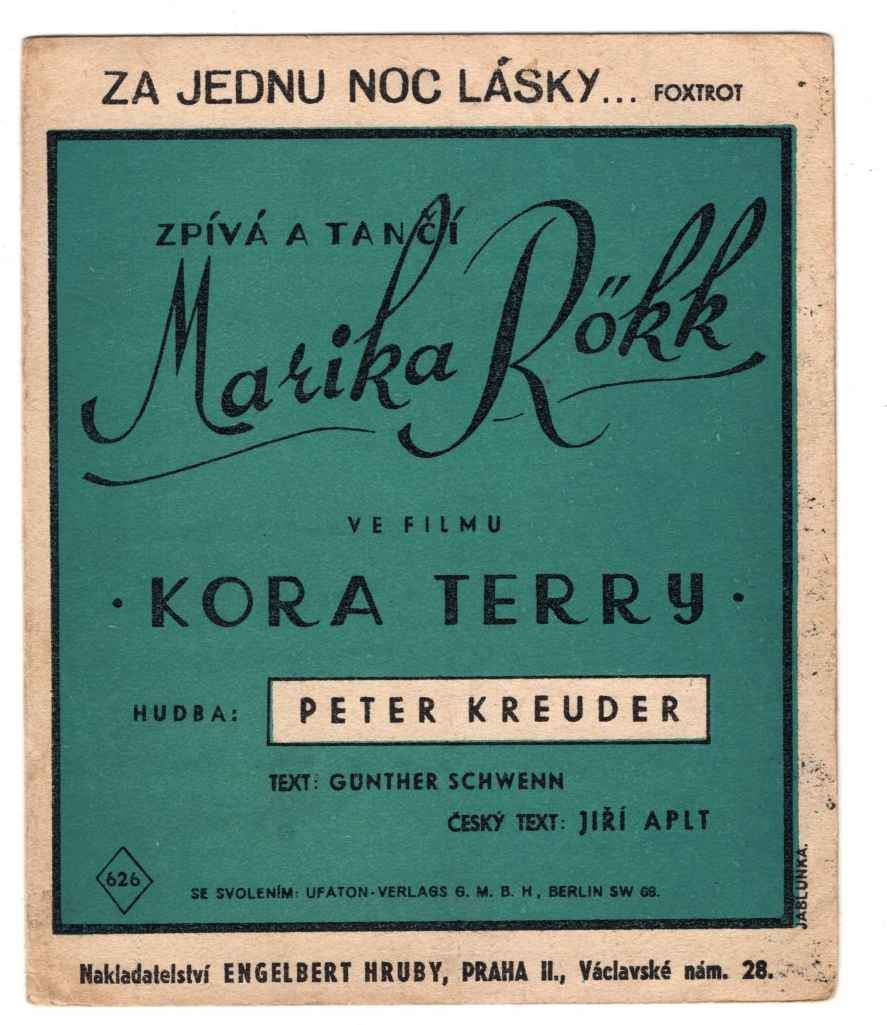 ZA JEDNU NOC LÁSKY... FOXTROT
ZPÍVÁ A TANČÍ
Marika Rökk
VE FILMU
· KORA TERRY ·
HUDBA: PETER KREUDER
TEXT: GÜNTHER SCHWENN
ČESKÝ TEXT: JIŘÍ APLT
626
SE SVOLENÍM: UFATON-VERLAGS G. M. B. H, BERLIN SW 68.
JABLUNKA.
Nakladatelství ENGELBERT HRUBY, PRAHA II., Václavské nám. 28.